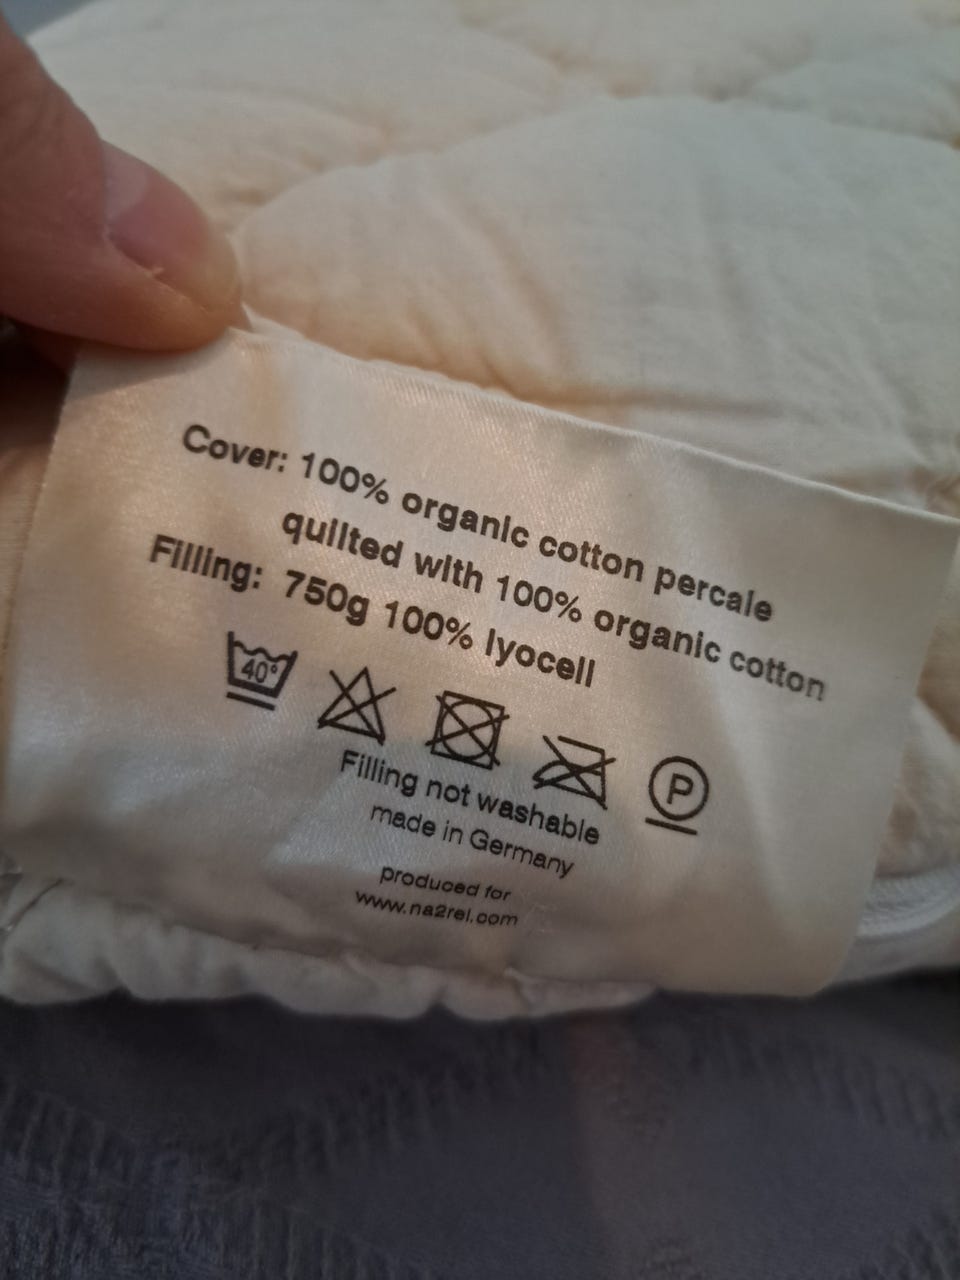 Cover: 100% organic cotton percale
quilted with 100% organic cotton
Filling: 750g 100% lyocell
40°
P
Filling not washable
made in Germany
produced for
www.na2rel.com